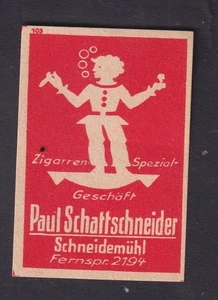 103
Zigarren Spezial-
Geschäft
Paul Schattschneider
Schneidemühl
Fernspr. 2194